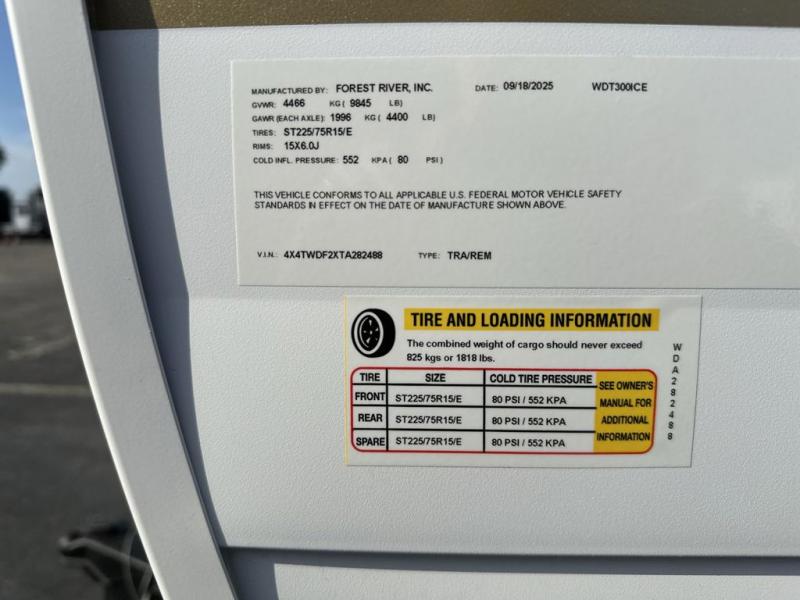 MANUFACTURED BY: FOREST RIVER, INC. DATE: 09/18/2025 WDT300ICE
GVWR: 4466 KG ( 9845 LB)
GAWR (EACH AXLE): 1996 KG ( 4400 LB)
TIRES: ST225/75R15/E
RIMS: 15X6.0J
COLD INFL. PRESSURE: 552 KPA ( 80 PSI )
THIS VEHICLE CONFORMS TO ALL APPLICABLE U.S. FEDERAL MOTOR VEHICLE SAFETY
STANDARDS IN EFFECT ON THE DATE OF MANUFACTURE SHOWN ABOVE.
V.I.N.: 4X4TWDF2XTA282488 TYPE: TRA/REM
TIRE AND LOADING INFORMATION
The combined weight of cargo should never exceed
825 kgs or 1818 lbs.
TIRE SIZE COLD TIRE PRESSURE
FRONT ST225/75R15/E 80 PSI / 552 KPA
REAR ST225/75R15/E 80 PSI / 552 KPA
SPARE ST225/75R15/E 80 PSI / 552 KPA
SEE OWNER'S
MANUAL FOR
ADDITIONAL
INFORMATION
WDA282488